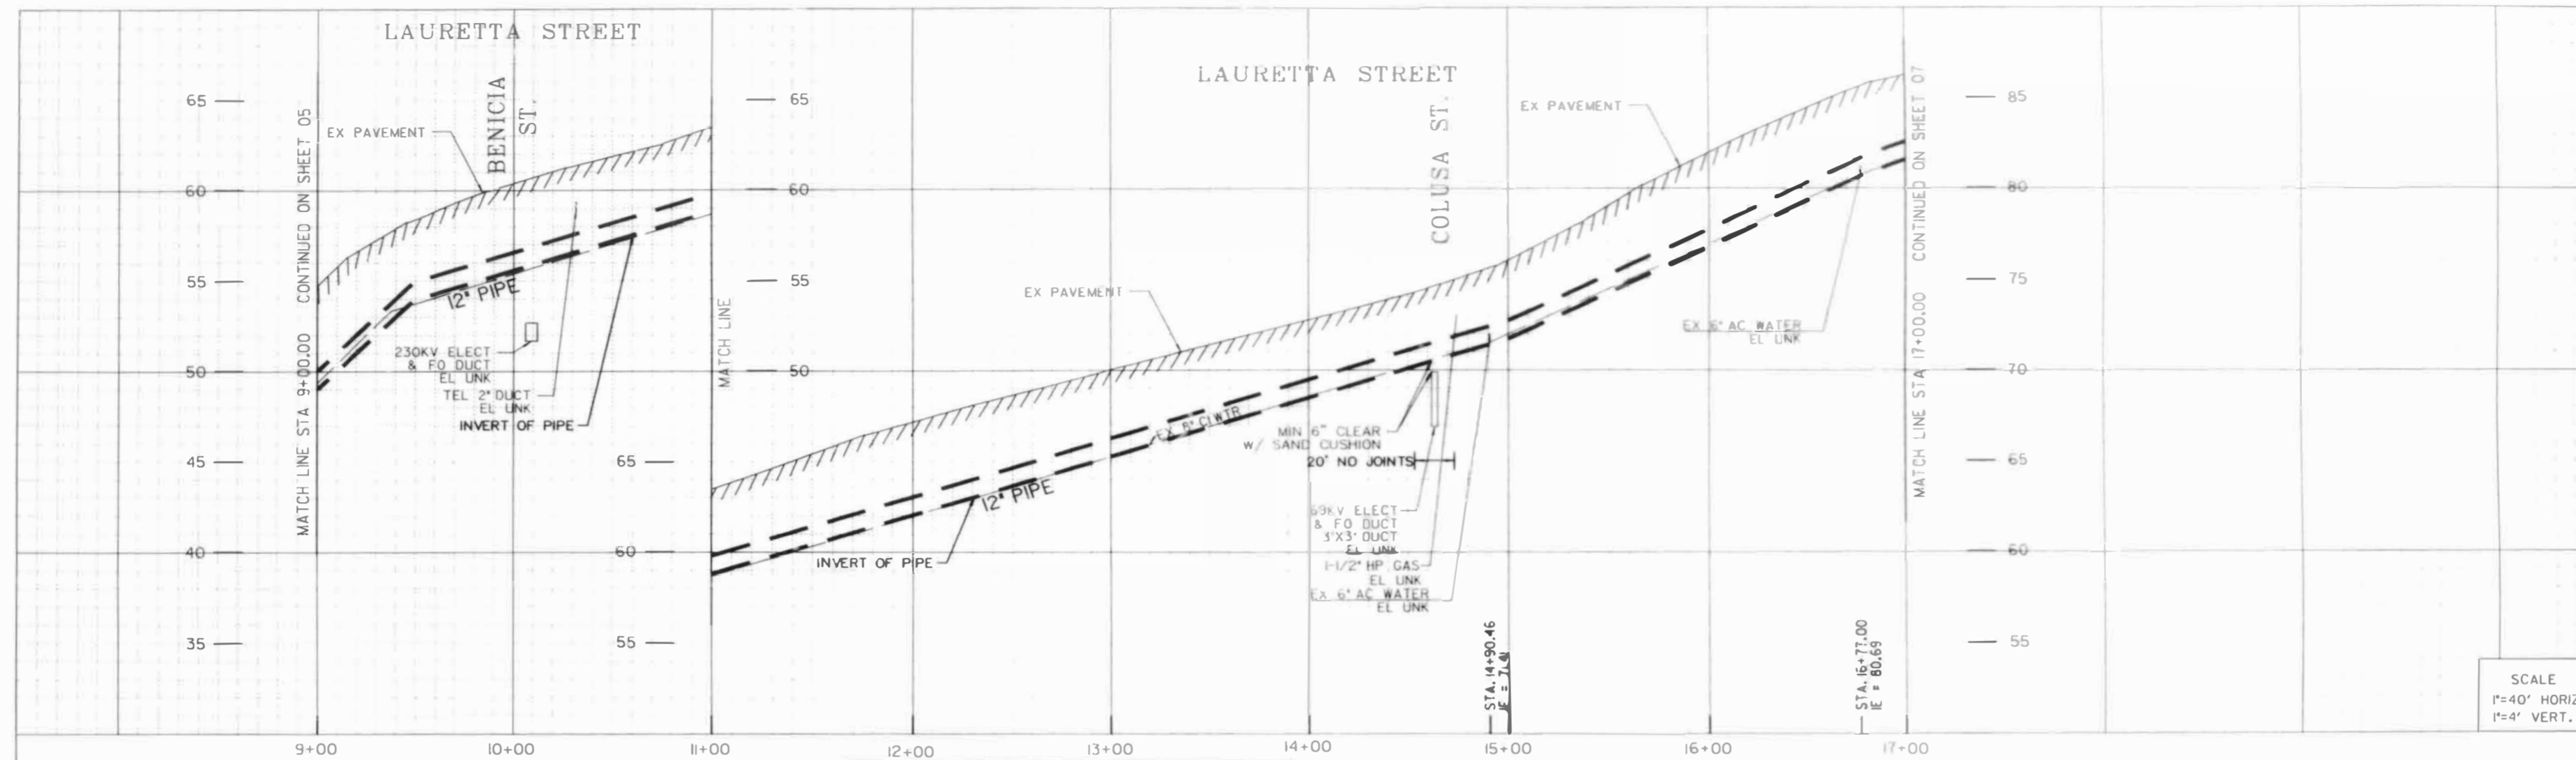 LAURETTA STREET
BENICIA
ST.
65
60
55
50
45
40
35
MATCH LINE STA 9+00.00 CONTINUED ON SHEET 05
EX PAVEMENT
12" PIPE
230KV ELECT
& FO DUCT
EL UNK
TEL 2" DUCT
EL UNK
INVERT OF PIPE
65
60
55
50
MATCH LINE
65
60
55
LAURETTA STREET
COLUSA ST.
EX PAVEMENT
EX PAVEMENT
EX 8" CLWTR
12" PIPE
INVERT OF PIPE
MIN 6" CLEAR
W/ SAND CUSHION
20' NO JOINTS
69KV ELECT
& FO DUCT
3'X3' DUCT
EL UNK
1-1/2" HP GAS
EL UNK
EX 6" AC WATER
EL UNK
EX 6" AC WATER
EL UNK
STA. 14+90.46
STA. 16+77.00
IE = 80.69
MATCH LINE STA 17+00.00 CONTINUED ON SHEET 07
85
80
75
70
65
60
55
SCALE
1"=40' HORIZ
1"=4' VERT.
9+00
10+00
11+00
12+00
13+00
14+00
15+00
16+00
17+00